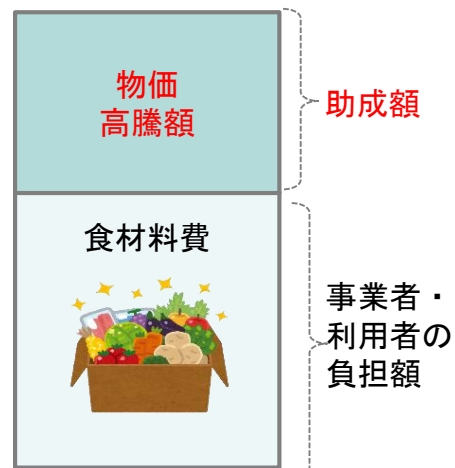 物価
高騰額
助成額
食材料費
事業者・
利用者の
負担額